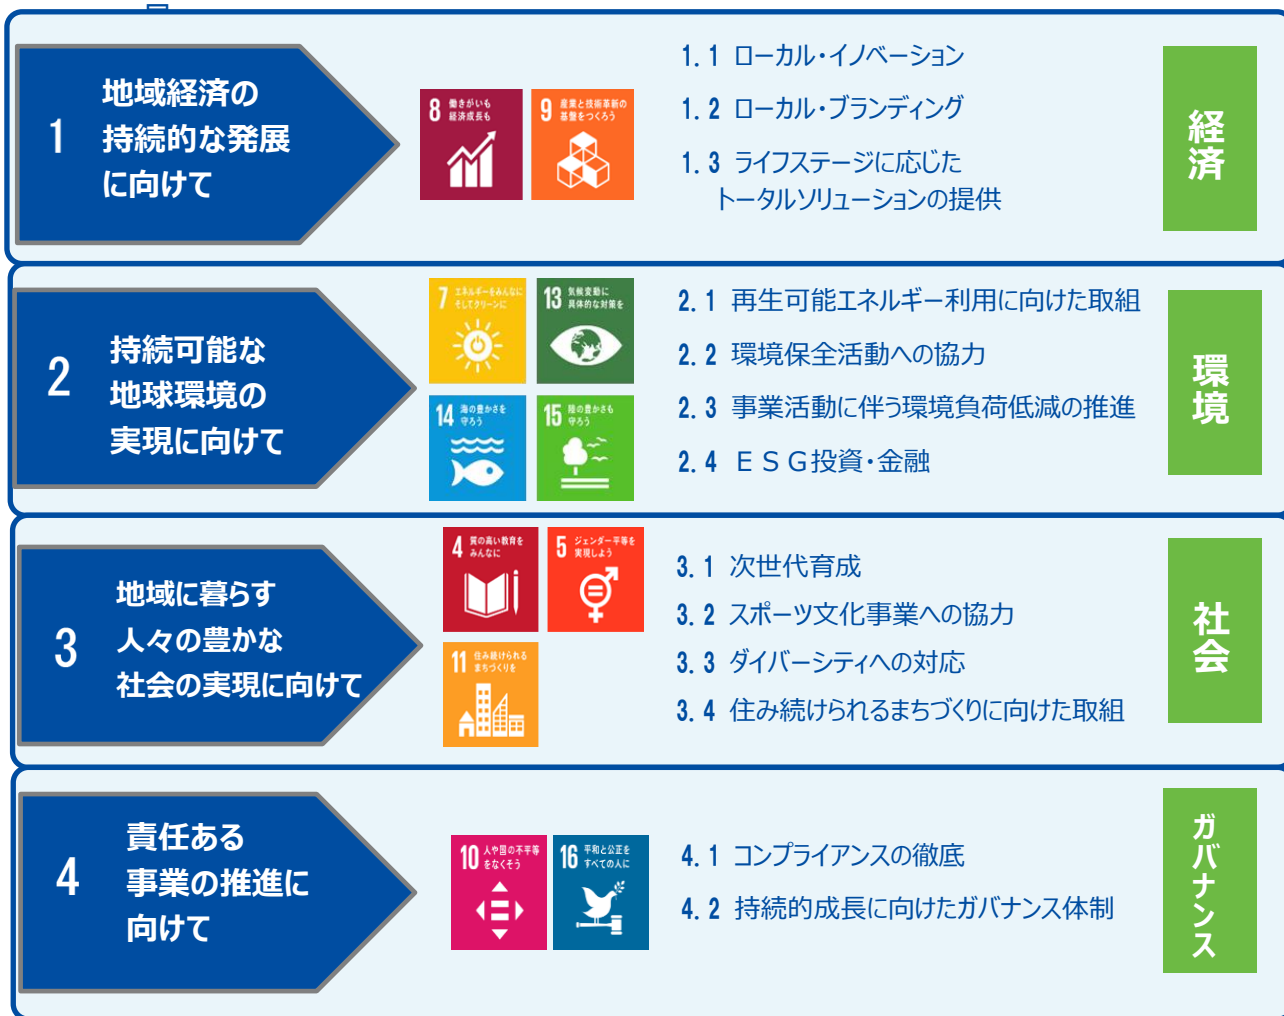 1
地域経済の
持続的な発展
に向けて
8 働きがいも
経済成長も
9 産業と技術革新の
基盤をつくろう
1.1 ローカル・イノベーション
1.2 ローカル・ブランディング
1.3 ライフステージに応じた
トータルソリューションの提供
経済
2
持続可能な
地球環境の
実現に向けて
7 エネルギーをみんなに
そしてクリーンに
13 気候変動に
具体的な対策を
14 海の豊かさを
守ろう
15 陸の豊かさも
守ろう
2.1 再生可能エネルギー利用に向けた取組
2.2 環境保全活動への協力
2.3 事業活動に伴う環境負荷低減の推進
2.4 ＥＳＧ投資・金融
環境
3
地域に暮らす
人々の豊かな
社会の実現に向けて
4 質の高い教育を
みんなに
5 ジェンダー平等を
実現しよう
11 住み続けられる
まちづくりを
3.1 次世代育成
3.2 スポーツ文化事業への協力
3.3 ダイバーシティへの対応
3.4 住み続けられるまちづくりに向けた取組
社会
4
責任ある
事業の推進に
向けて
10 人や国の不平等
をなくそう
16 平和と公正を
すべての人に
4.1 コンプライアンスの徹底
4.2 持続的成長に向けたガバナンス体制
ガバナンス